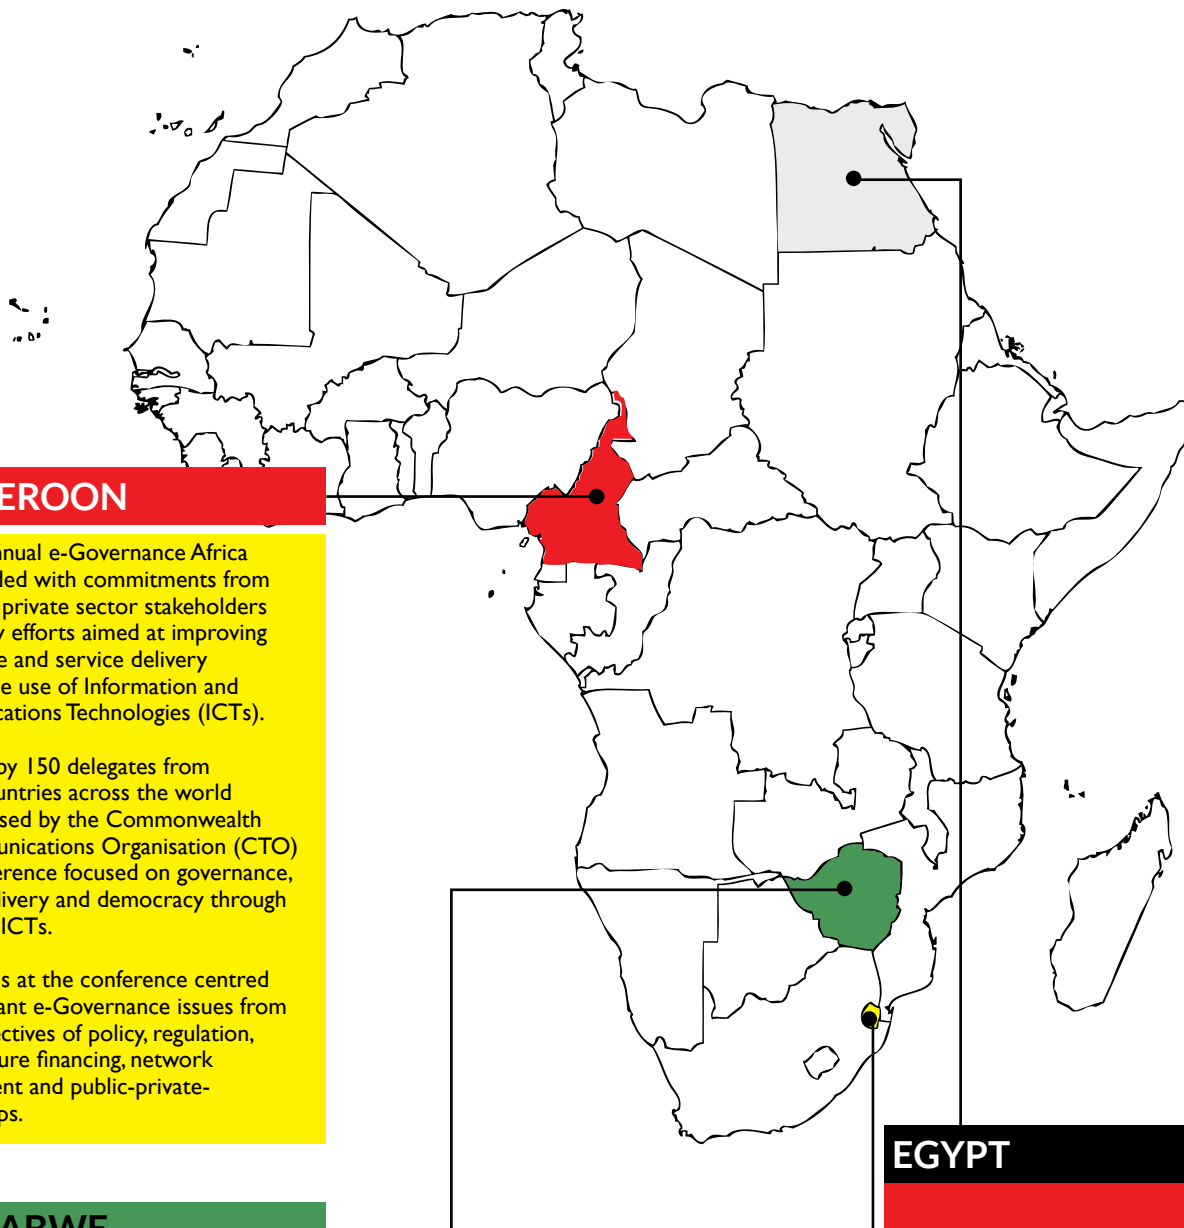 EROON
nnual e-Governance Africa
led with commitments from
private sector stakeholders
y efforts aimed at improving
e and service delivery
e use of Information and
cations Technologies (ICTs).
by 150 delegates from
untries across the world
sed by the Commonwealth
unications Organisation (CTO)
erence focused on governance,
livery and democracy through
ICTs.
s at the conference centred
ant e-Governance issues from
ectives of policy, regulation,
ure financing, network
ent and public-private-
ps.
EGYPT
ABWE